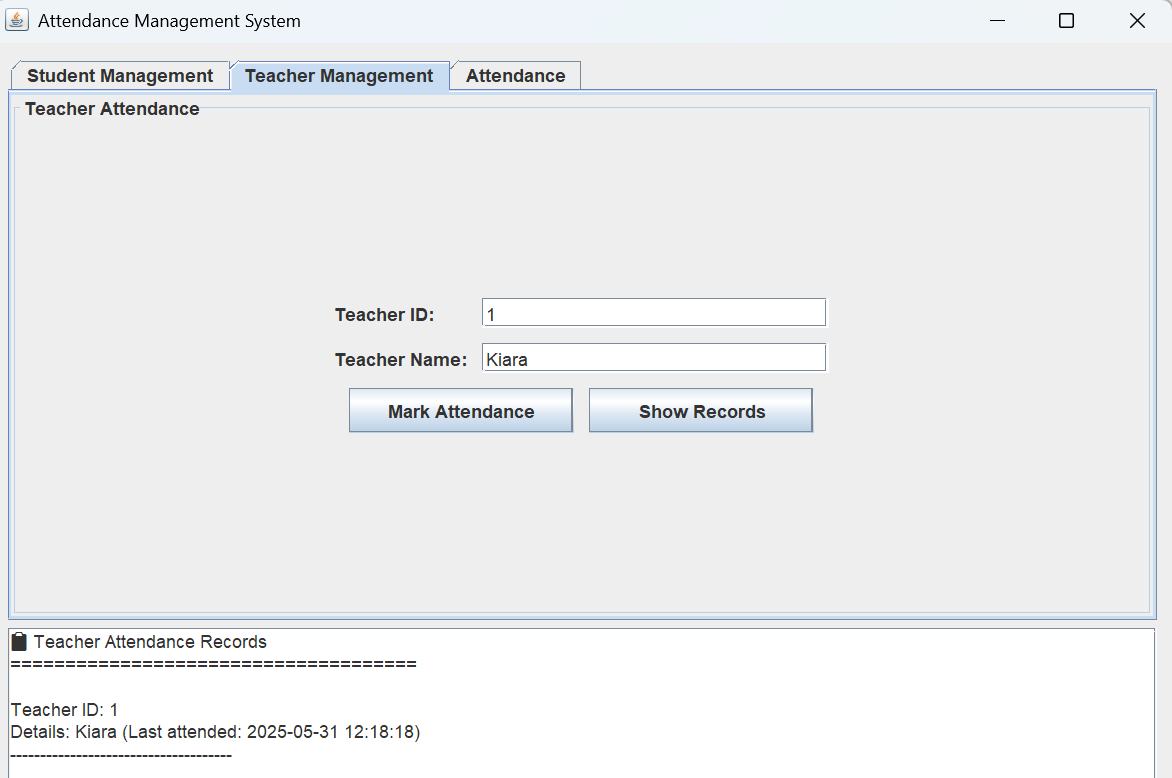 Attendance Management System
Student Management Teacher Management Attendance
Teacher Attendance
Teacher ID: 1
Teacher Name: Kiara
Mark Attendance Show Records
Teacher Attendance Records
=====================================
Teacher ID: 1
Details: Kiara (Last attended: 2025-05-31 12:18:18)
-------------------------------------